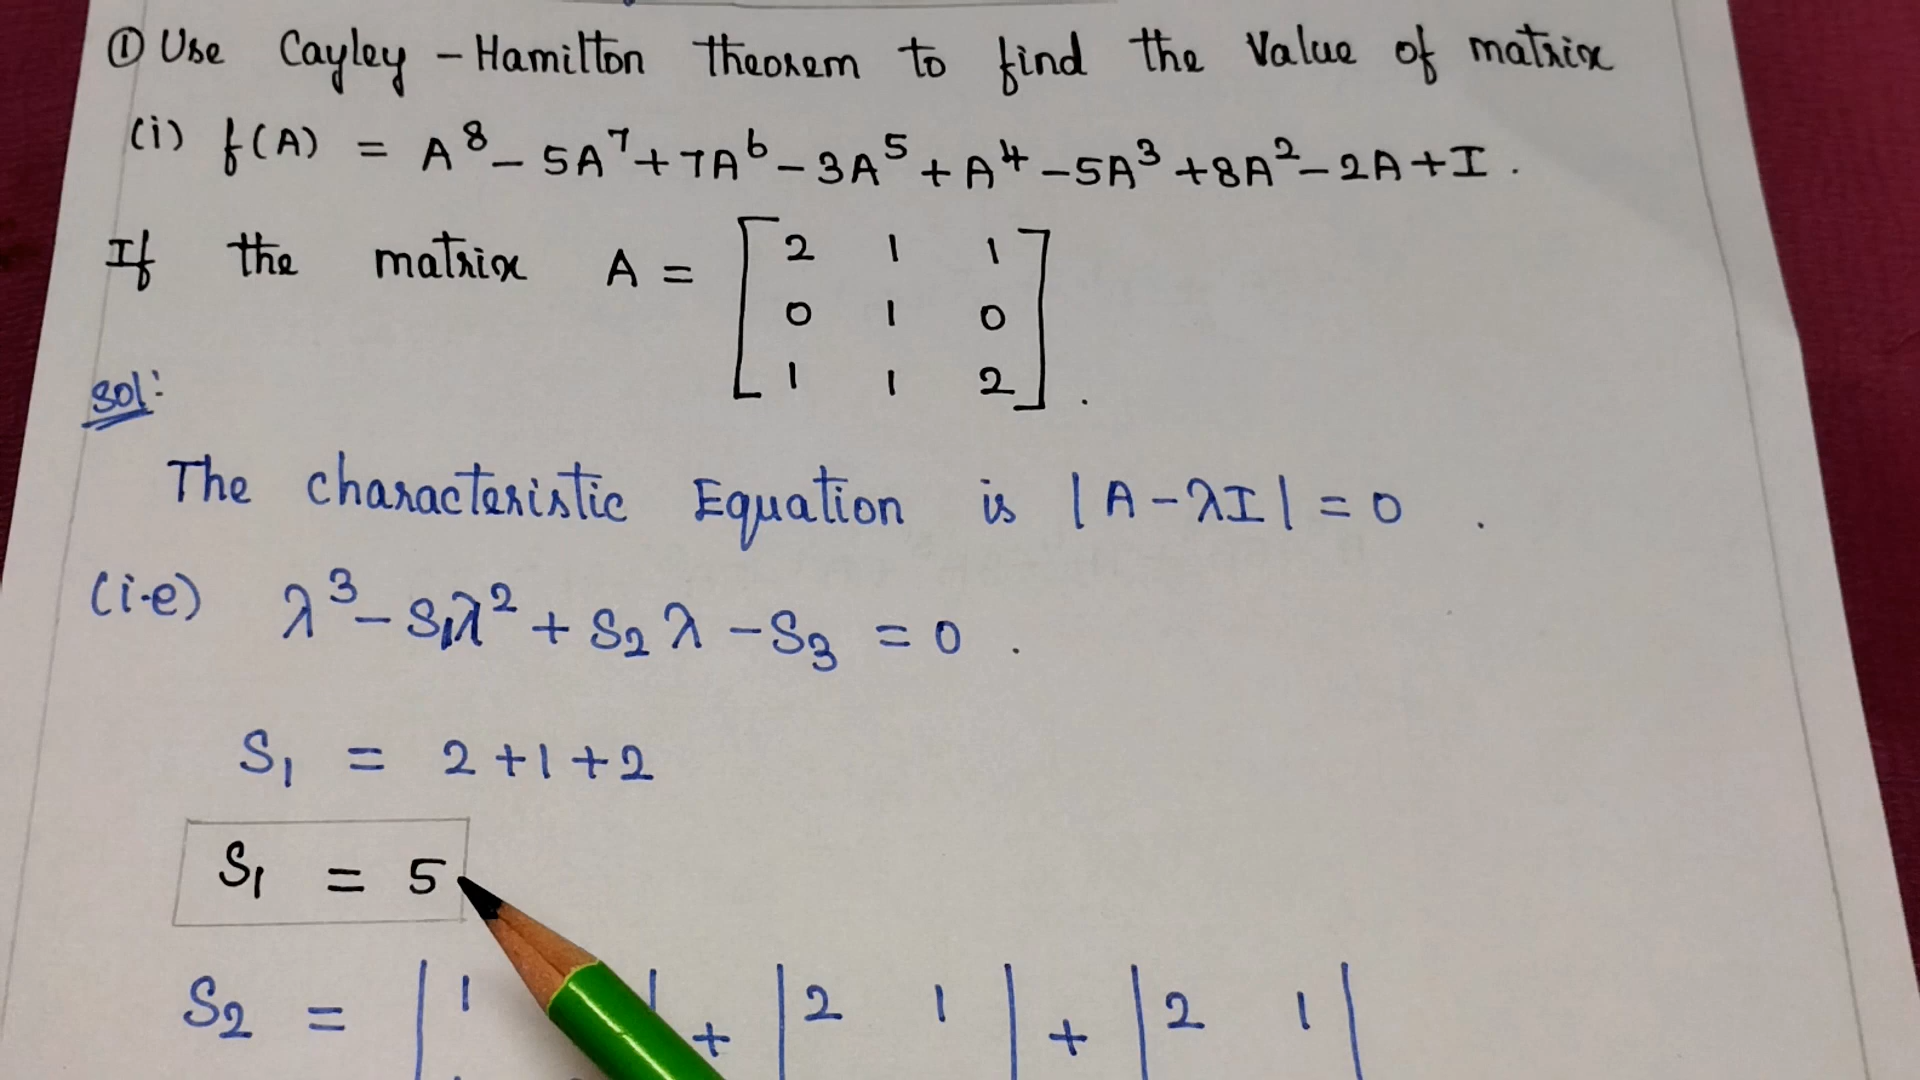 ① Use Cayley - Hamilton theorem to find the value of matrix
(i) f(A) = A⁸ - 5A⁷ + 7A⁶ - 3A⁵ + A⁴ - 5A³ + 8A² - 2A + I .
If the matrix A = [ 2 1 1
0 1 0
1 1 2 ] .
Sol:
The characteristic Equation is |A - λI| = 0 .
(i.e) λ³ - S₁λ² + S₂λ - S₃ = 0 .
S₁ = 2 + 1 + 2
S₁ = 5
S₂ = | 1 | + | 2 1 | + | 2 1 |